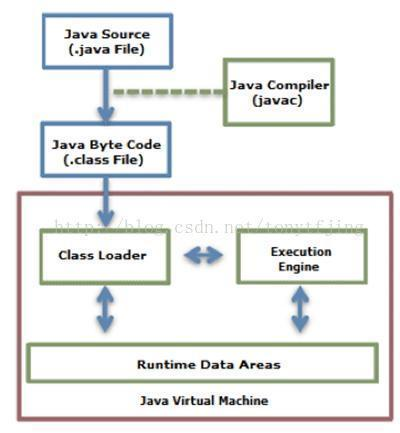 Java Source
(.java File)
Java Compiler
(javac)
Java Byte Code
(.class File)
http://blog.csdn.net/tonytfjing
Class Loader
Execution
Engine
Runtime Data Areas
Java Virtual Machine